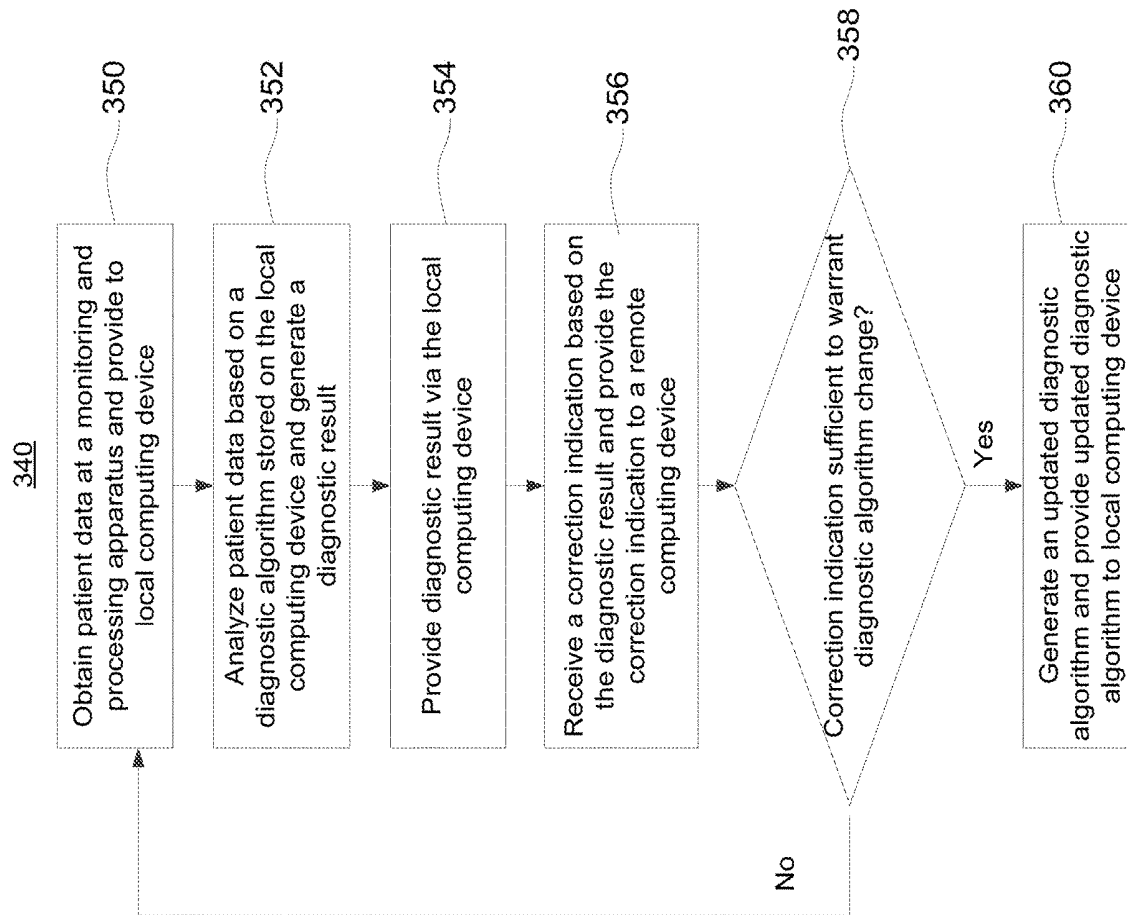 340
Obtain patient data at a monitoring and
processing apparatus and provide to
local computing device
350
Analyze patient data based on a
diagnostic algorithm stored on the local
computing device and generate a
diagnostic result
352
Provide diagnostic result via the local
computing device
354
Receive a correction indication based on
the diagnostic result and provide the
correction indication to a remote
computing device
356
Correction indication sufficient to warrant
diagnostic algorithm change?
358
No
Yes
Generate an updated diagnostic
algorithm and provide updated diagnostic
algorithm to local computing device
360